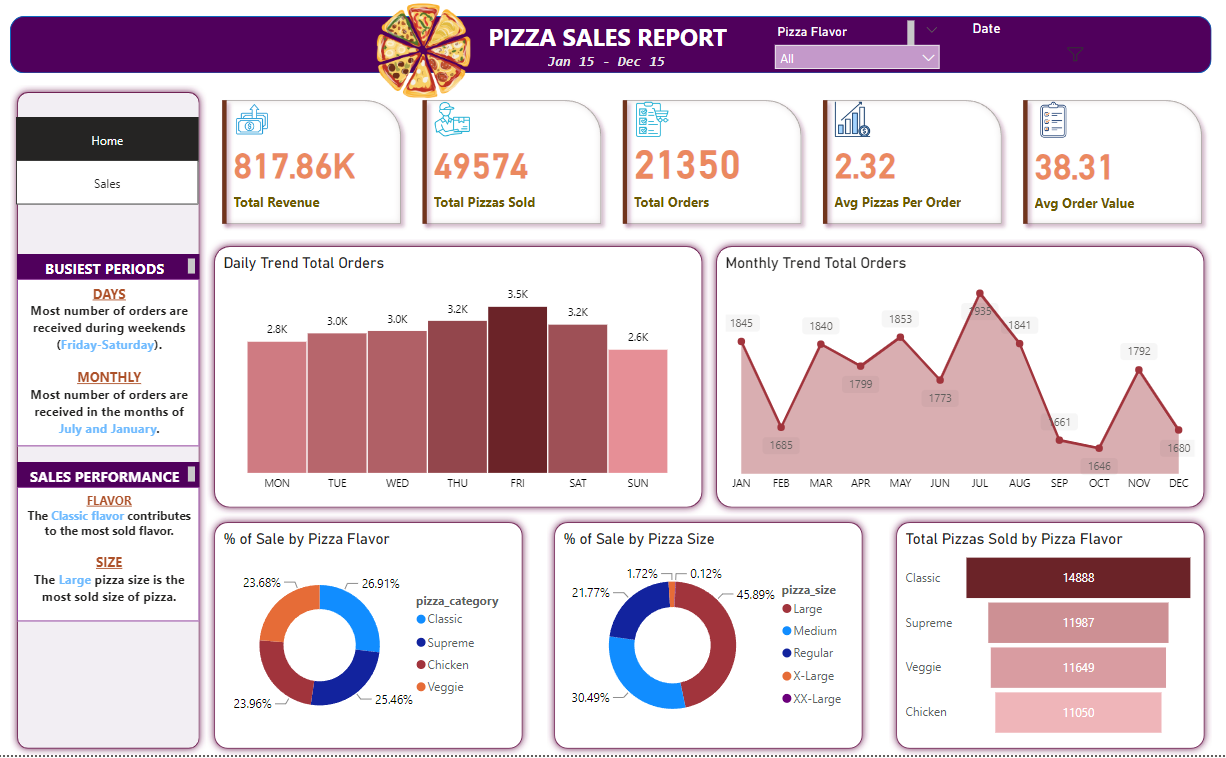 PIZZA SALES REPORT
Jan 15 - Dec 15
Pizza Flavor
All
Date
Home
Sales
BUSIEST PERIODS
DAYS
Most number of orders are
received during weekends
(Friday-Saturday).
MONTHLY
Most number of orders are
received in the months of
July and January.
SALES PERFORMANCE
FLAVOR
The Classic flavor contributes
to the most sold flavor.
SIZE
The Large pizza size is the
most sold size of pizza.
817.86K
Total Revenue
49574
Total Pizzas Sold
21350
Total Orders
2.32
Avg Pizzas Per Order
38.31
Avg Order Value
Daily Trend Total Orders
2.8K
3.0K
3.0K
3.2K
3.5K
3.2K
2.6K
MON TUE WED THU FRI SAT SUN
Monthly Trend Total Orders
1845
1685
1840
1799
1853
1773
1935
1841
661
1646
1792
1680
JAN FEB MAR APR MAY JUN JUL AUG SEP OCT NOV DEC
% of Sale by Pizza Flavor
23.68%
26.91%
23.96%
25.46%
pizza_category
Classic
Supreme
Chicken
Veggie
% of Sale by Pizza Size
1.72%
0.12%
21.77%
45.89%
30.49%
pizza_size
Large
Medium
Regular
X-Large
XX-Large
Total Pizzas Sold by Pizza Flavor
Classic 14888
Supreme 11987
Veggie 11649
Chicken 11050